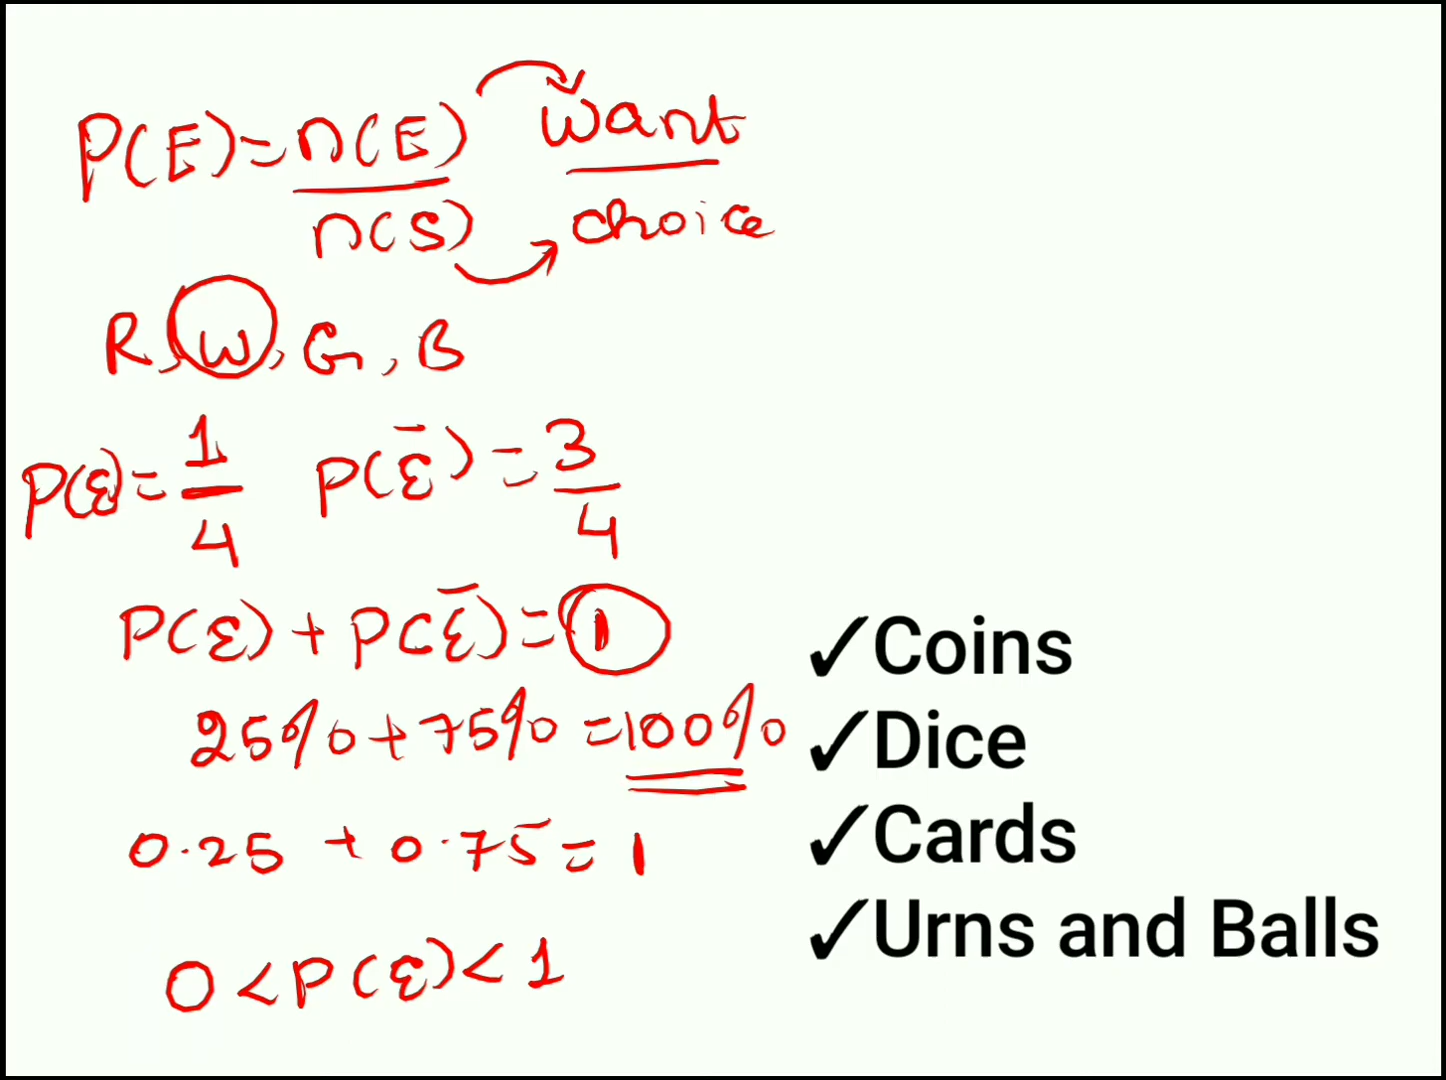 P(E)=n(E)/n(S) want/choice
R, W, G, B
P(E)=1/4 P(Ē)=3/4
P(E)+P(Ē)=1
25%+75%=100%
0.25+0.75=1
0<P(E)<1
✓Coins
✓Dice
✓Cards
✓Urns and Balls